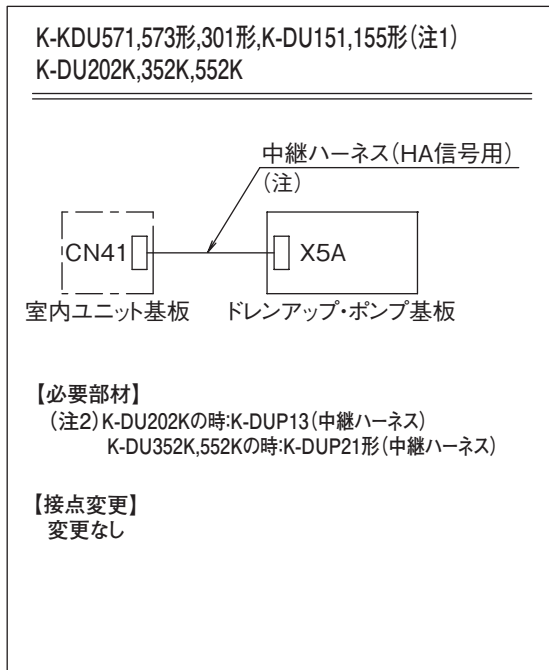 K-KDU571,573形,301形,K-DU151,155形(注1)
K-DU202K,352K,552K
中継ハーネス(HA信号用)
(注)
CN41
X5A
室内ユニット基板
ドレンアップ・ポンプ基板
【必要部材】
(注2)K-DU202Kの時:K-DUP13(中継ハーネス)
K-DU352K,552Kの時:K-DUP21形(中継ハーネス)
【接点変更】
変更なし